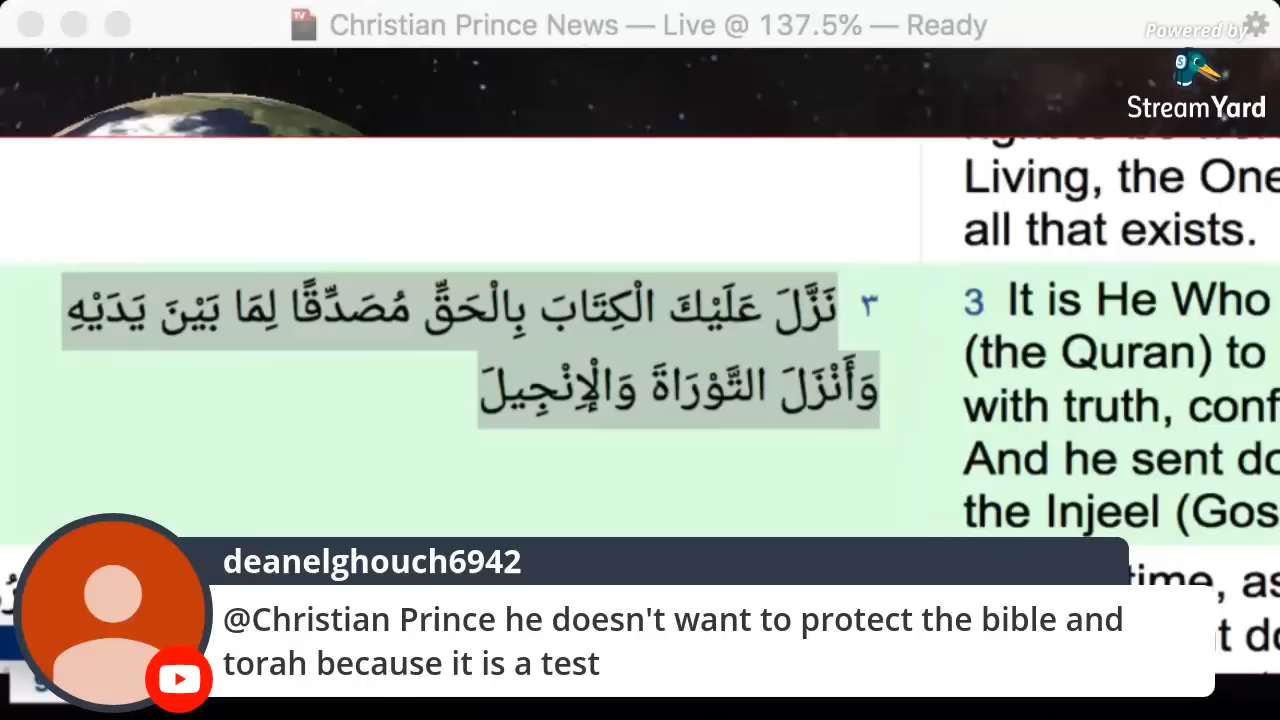 Christian Prince News — Live @ 137.5% — Ready
Powered by
StreamYard
Living, the One
all that exists.
٣ نَزَّلَ عَلَيْكَ الْكِتَابَ بِالْحَقِّ مُصَدِّقًا لِمَا بَيْنَ يَدَيْهِ
وَأَنْزَلَ التَّوْرَاةَ وَالْإِنْجِيلَ
3 It is He Who
(the Quran) to
with truth, conf
And he sent do
the Injeel (Gos
time, as
t do
deanelghouch6942
@Christian Prince he doesn't want to protect the bible and
torah because it is a test